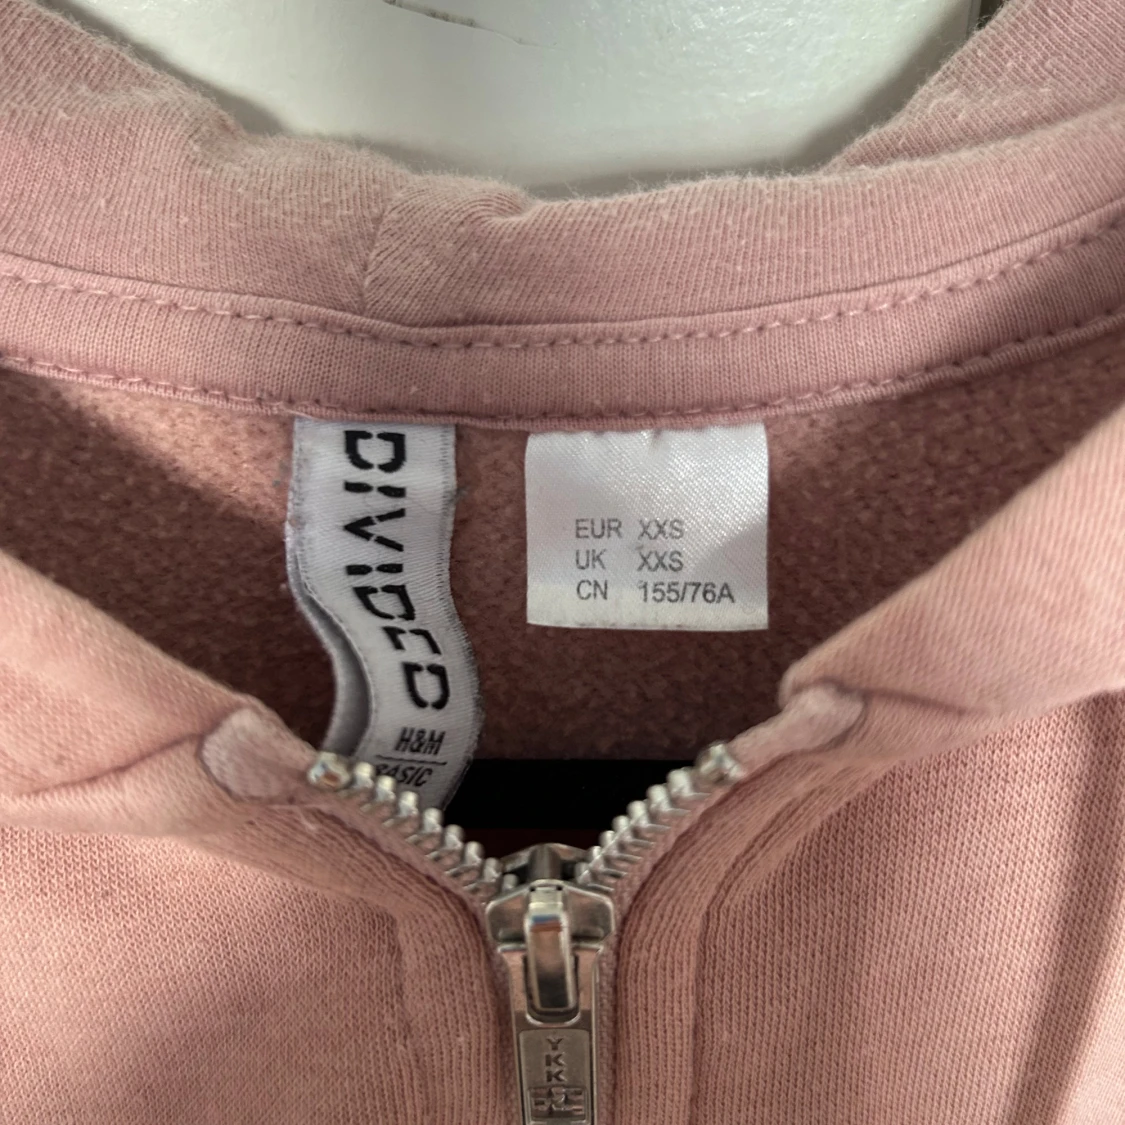 DIVIDED
H&M
BASIC
EUR XXS
UK XXS
CN 155/76A
YKK